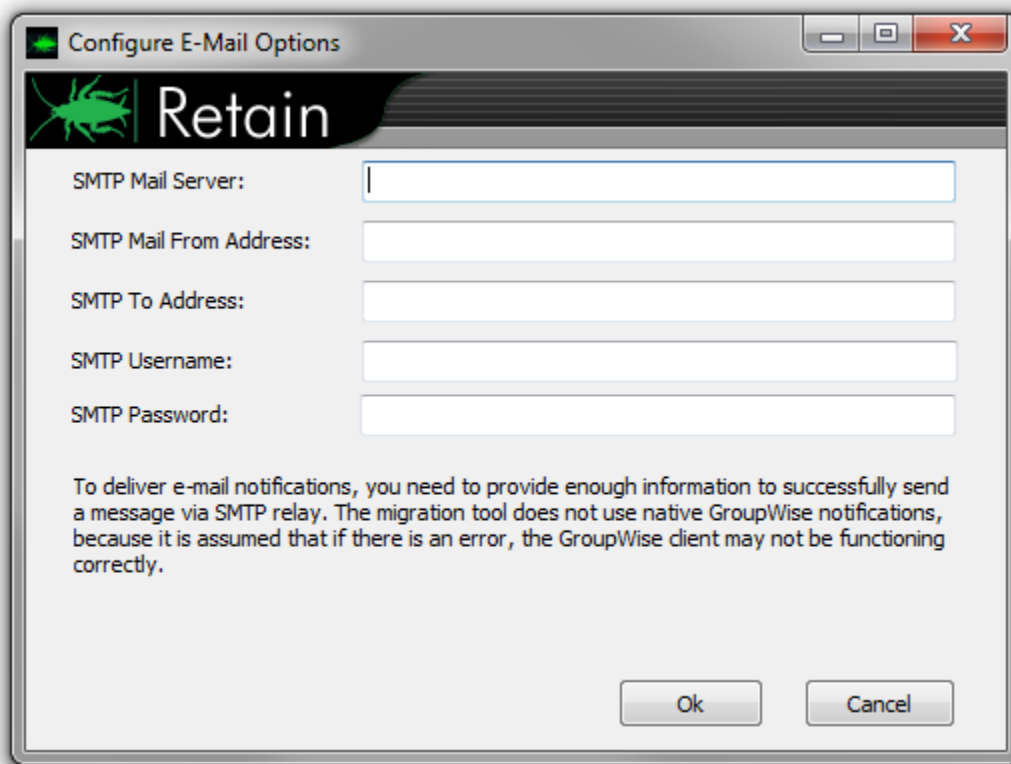 Configure E-Mail Options
Retain
SMTP Mail Server:
SMTP Mail From Address:
SMTP To Address:
SMTP Username:
SMTP Password:
To deliver e-mail notifications, you need to provide enough information to successfully send
a message via SMTP relay. The migration tool does not use native GroupWise notifications,
because it is assumed that if there is an error, the GroupWise client may not be functioning
correctly.
Ok
Cancel